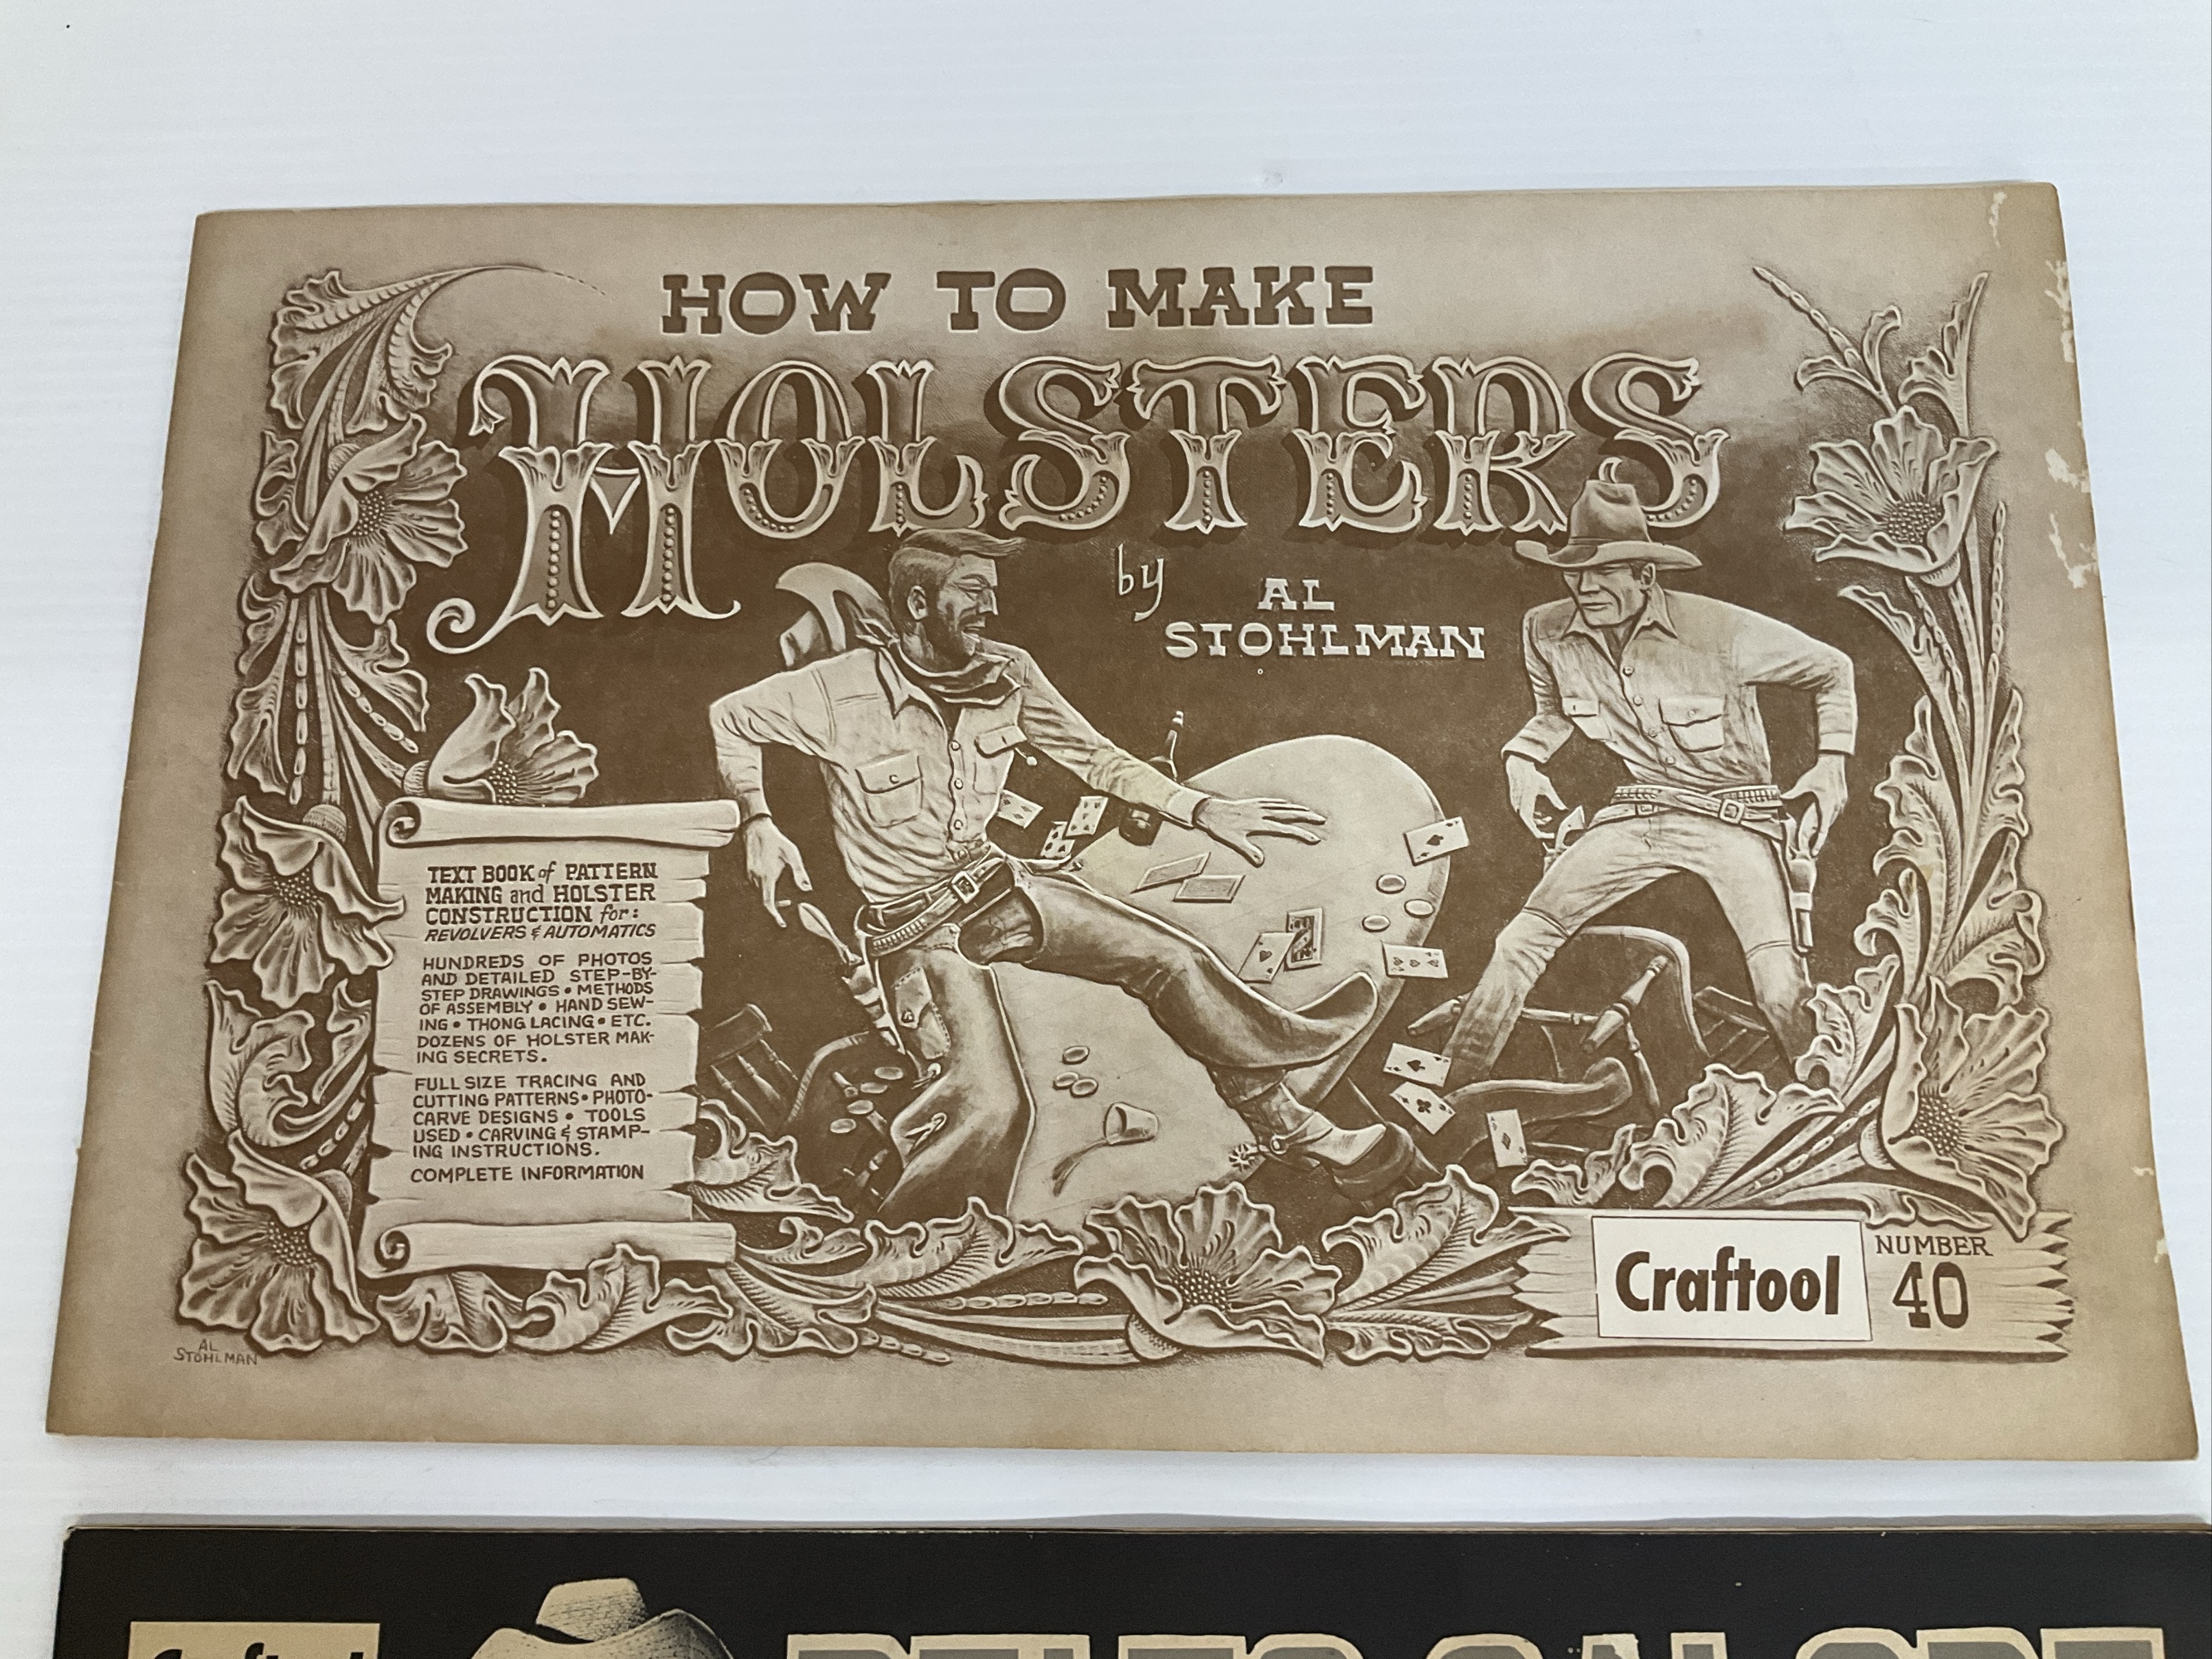 HOW TO MAKE
HOLSTERS
by
AL
STOHLMAN
TEXT BOOK of PATTERN
MAKING and HOLSTER
CONSTRUCTION for:
REVOLVERS & AUTOMATICS
HUNDREDS OF PHOTOS
AND DETAILED STEP-BY-
STEP DRAWINGS • METHODS
OF ASSEMBLY • HAND SEW-
ING • THONG LACING • ETC.
DOZENS OF HOLSTER MAK-
ING SECRETS.
FULL SIZE TRACING AND
CUTTING PATTERNS • PHOTO-
CARVE DESIGNS • TOOLS
USED • CARVING & STAMP-
ING INSTRUCTIONS.
COMPLETE INFORMATION
Craftool
NUMBER
40
AL
STOHLMAN
Craftool
BELTS GALORE